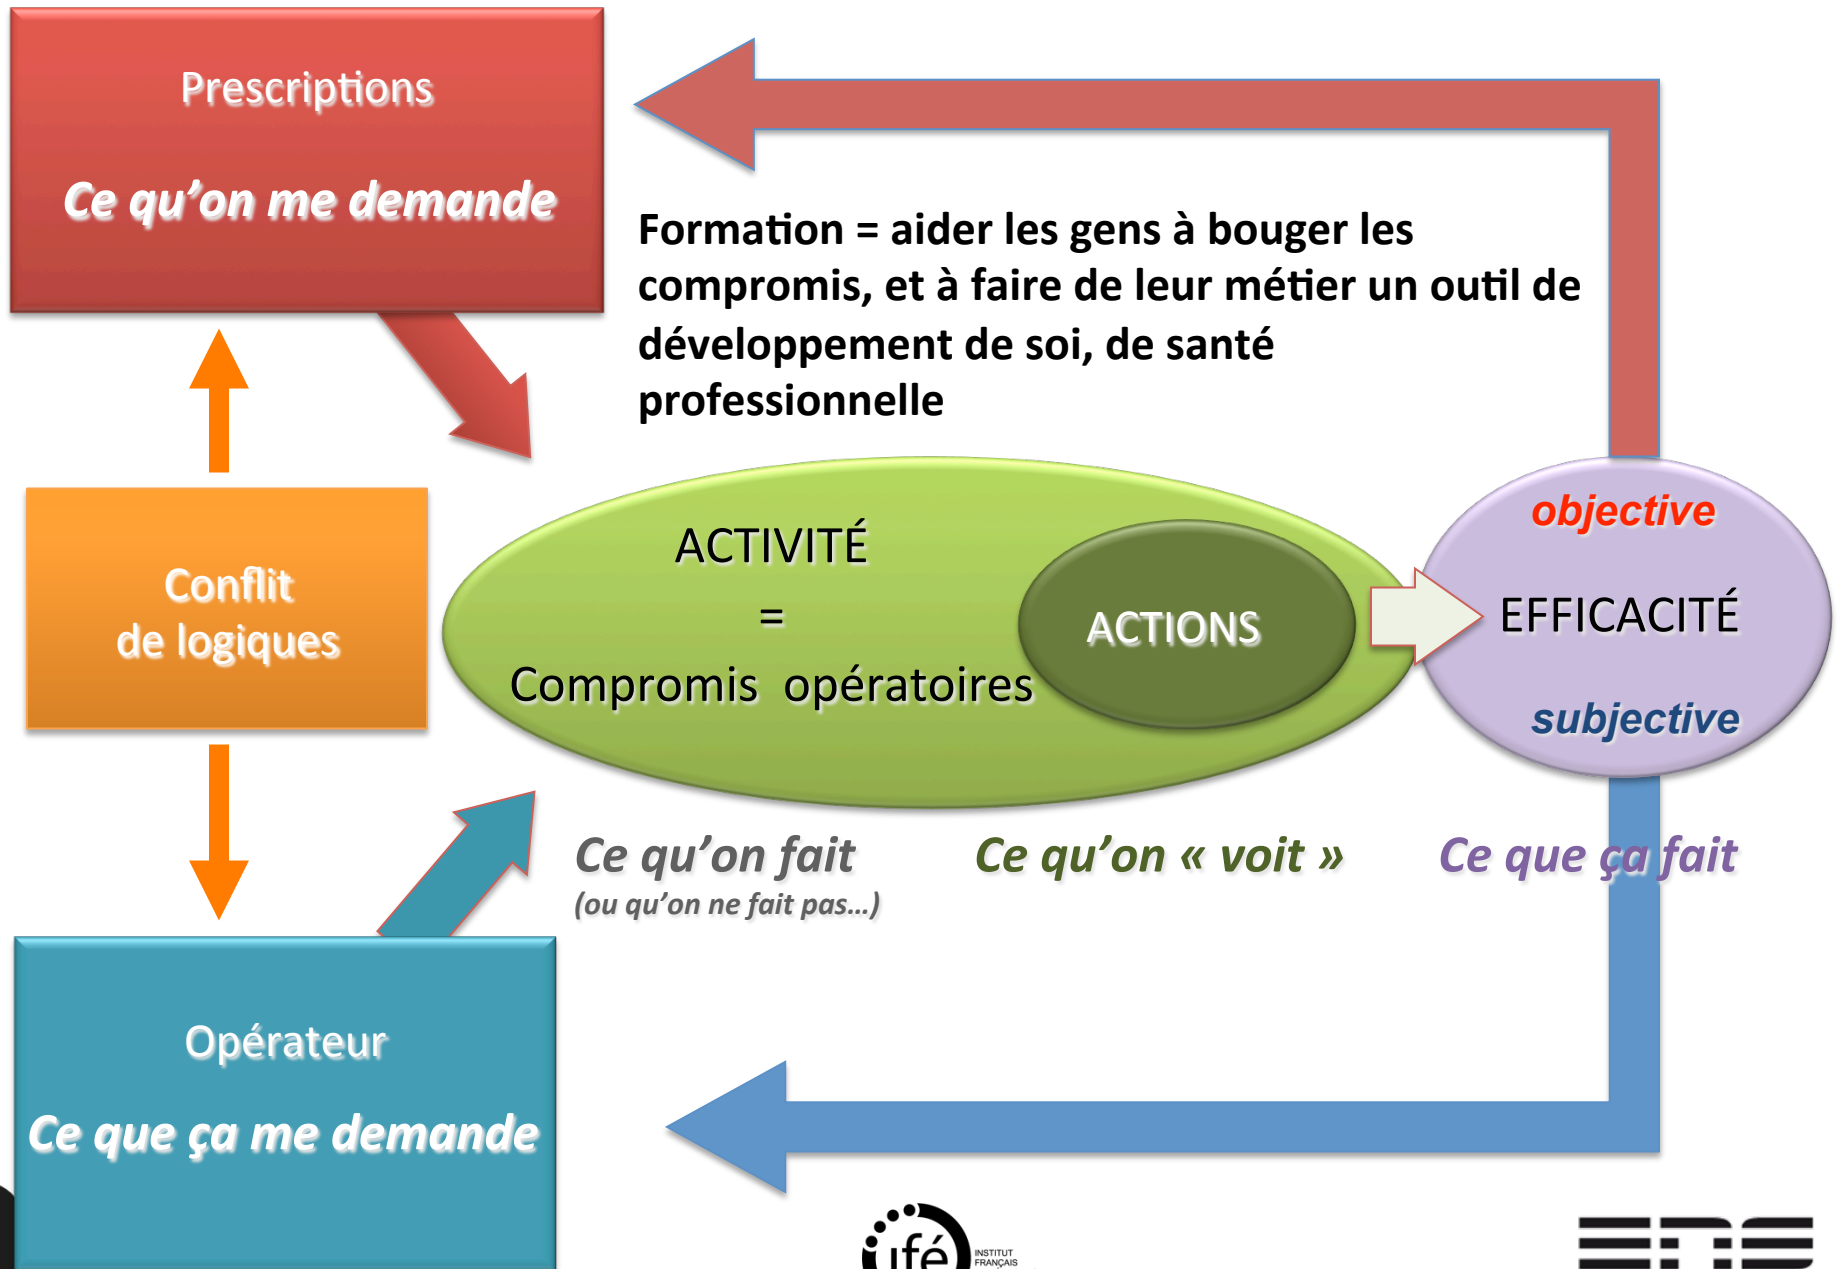 Prescriptions
Ce qu’on me demande
Formation = aider les gens à bouger les
compromis, et à faire de leur métier un outil de
développement de soi, de santé
professionnelle
Conflit
de logiques
ACTIVITÉ
=
Compromis opératoires
ACTIONS
objective
EFFICACITÉ
subjective
Ce qu’on fait
(ou qu’on ne fait pas…)
Ce qu’on « voit »
Ce que ça fait
Opérateur
Ce que ça me demande
ifé
INSTITUT
FRANÇAIS
ENS